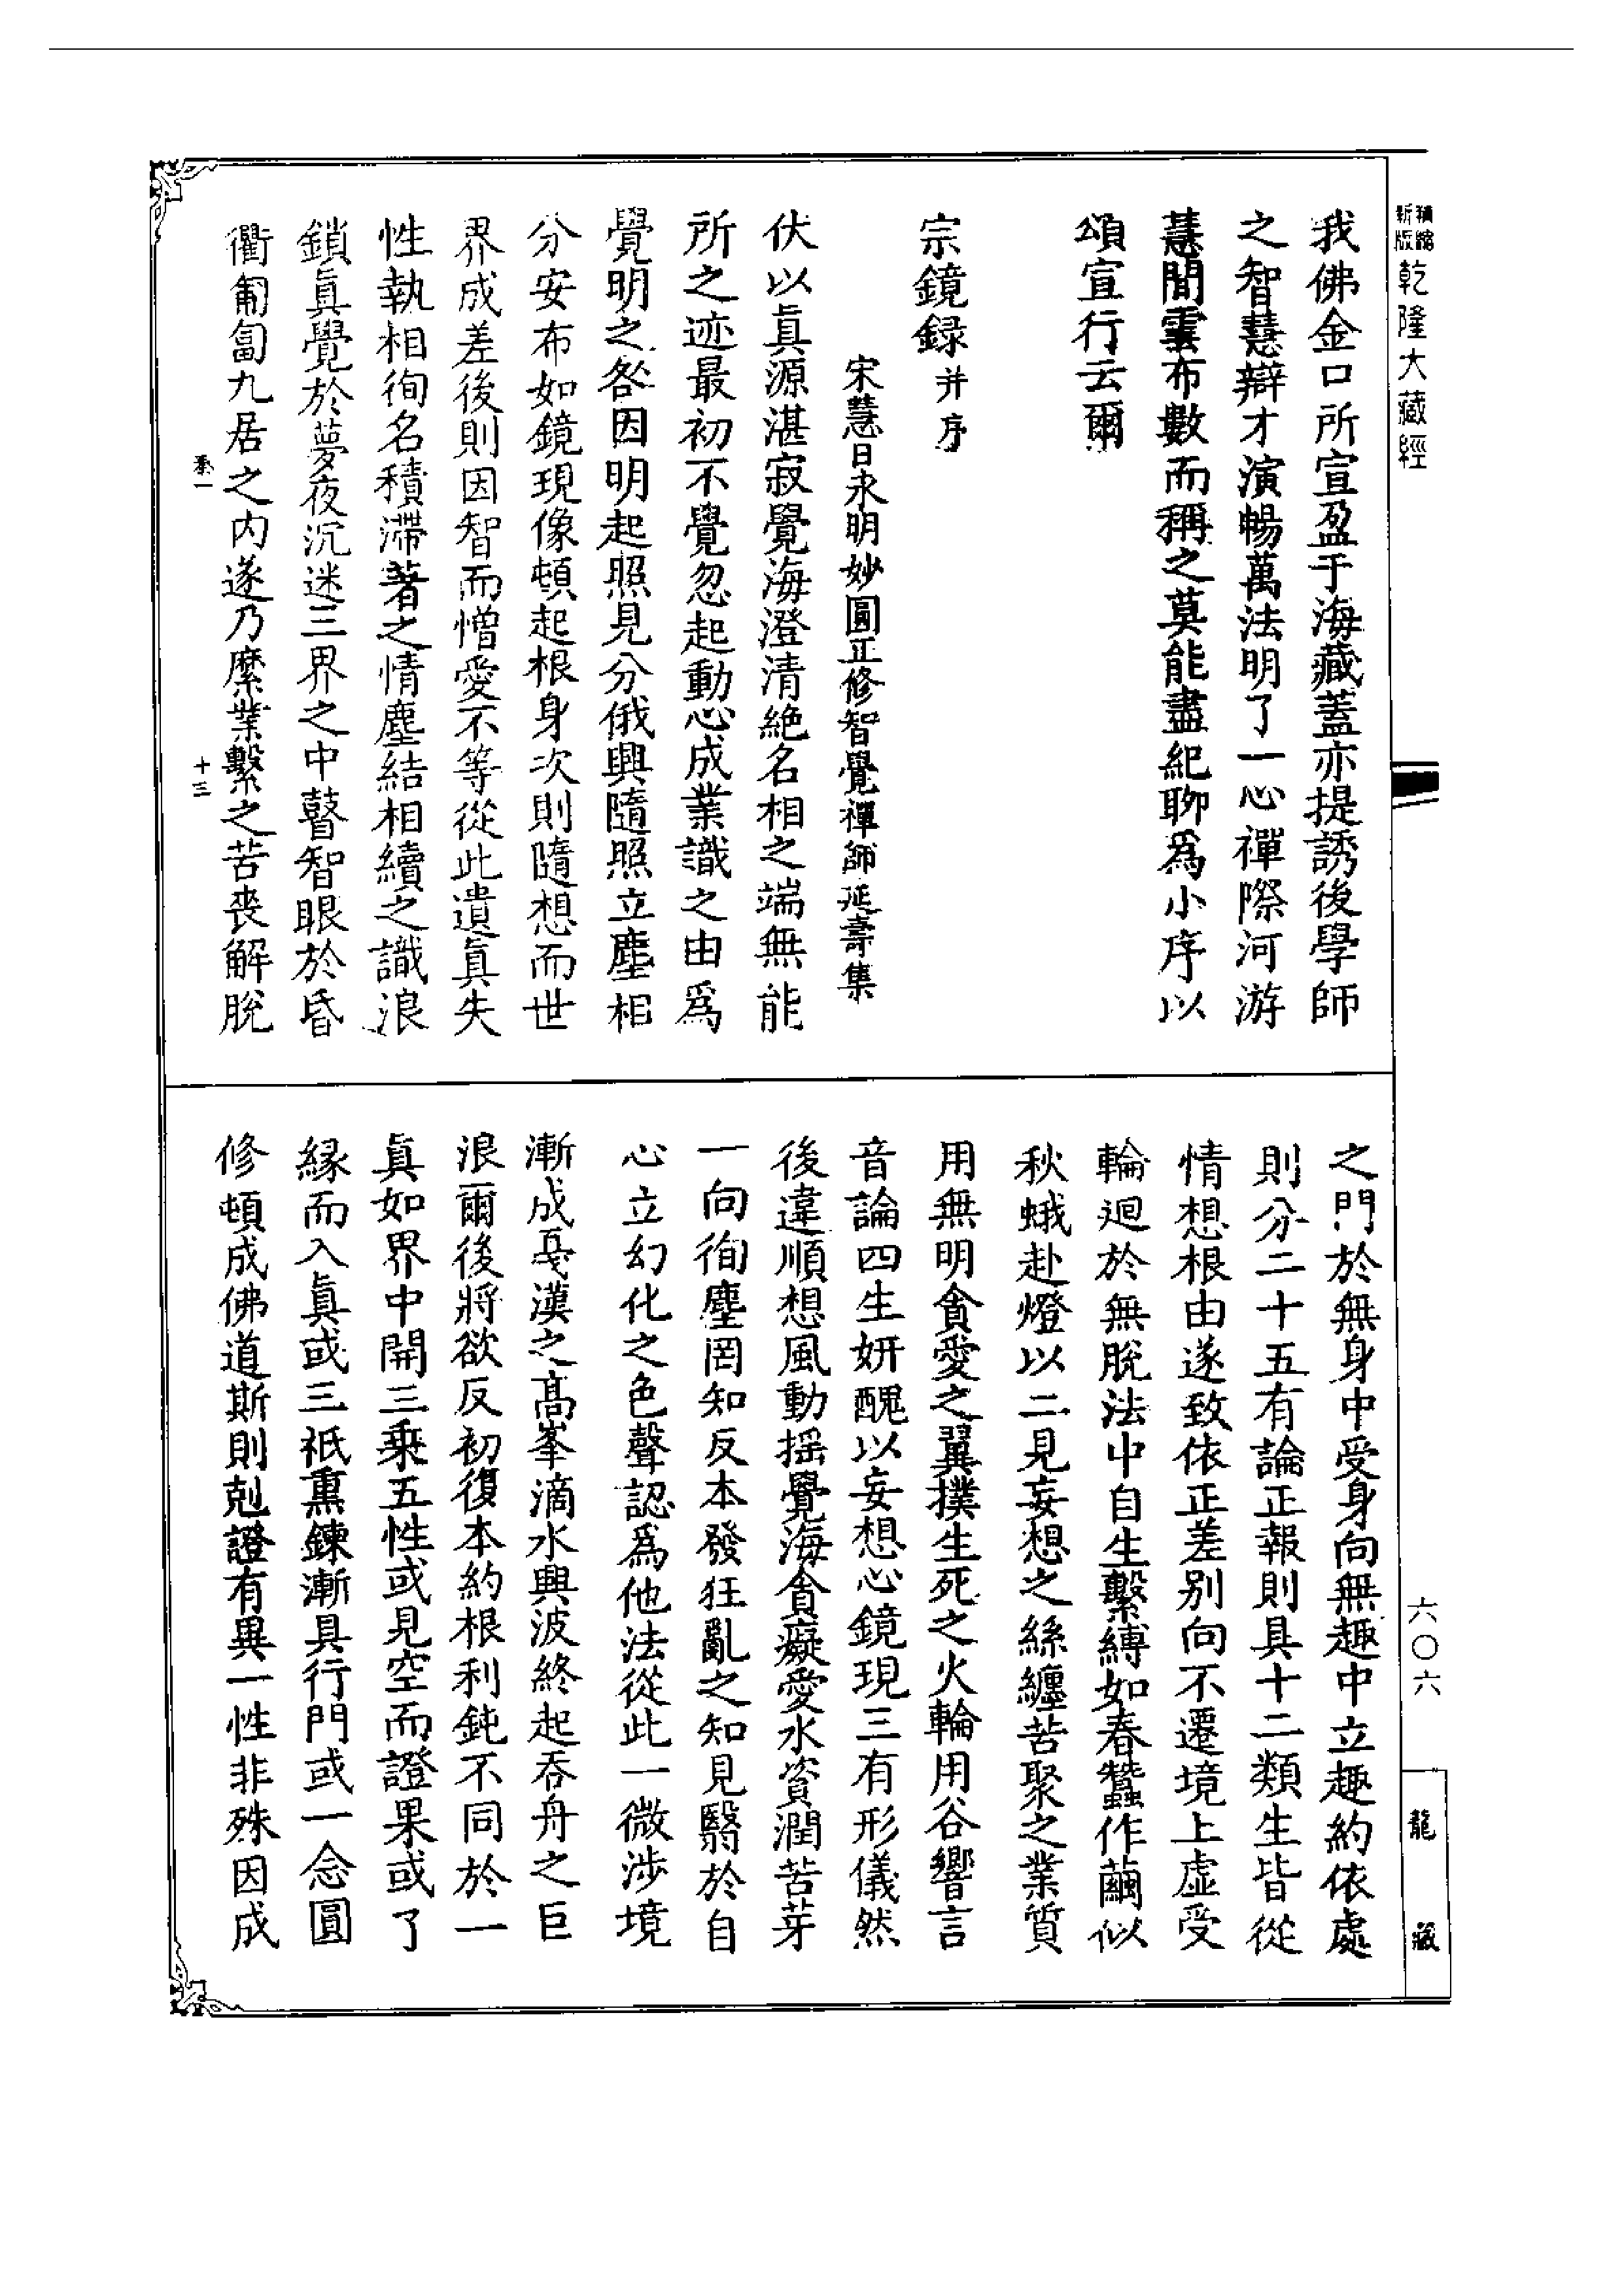 精縮新版乾隆大藏經
我佛金口所宣盈于海藏蓋亦提誘後學師
之智慧辯才演暢萬法明了一心禪際河游
慧間雲布數而稱之莫能盡紀聊爲小序以
頌宣行云爾
宗鏡録并序
宋慧日永明妙圓正修智覺禪師延壽集
伏以眞源湛寂覺海澄清絶名相之端無能
所之迹最初不覺忽起動心成業識之由爲
覺明之咎因明起照見分俄興隨照立塵相
分安布如鏡現像頓起根身次則隨想而世
界成差後則因智而憎愛不等從此遺眞失
性執相徇名積滯著之情塵結相續之識浪
鎖眞覺於夢夜沉迷三界之中瞽智眼於昏
衢匍匐九居之内遂乃縻業繫之苦喪解脫
十三
之門於無身中受身向無趣中立趣約依處
則分二十五有論正報則具十二類生皆從
情想根由遂致依正差别向不遷境上虛受
輪迴於無脫法中自生繫縛如春蠶作繭似
秋蛾赴燈以二見妄想之絲纏苦聚之業質
用無明貪愛之翼撲生死之火輪用谷響言
音論四生妍醜以妄想心鏡現三有形儀然
後違順想風動摇覺海貪癡愛水資潤苦芽
一向徇塵罔知反本發狂亂之知見翳於自
心立幻化之色聲認爲他法從此一微涉境
漸成戞漢之髙峯滴水興波終起吞舟之巨
浪爾後將欲反初復本約根利鈍不同於一
眞如界中開三乗五性或見空而證果或了
縁而入眞或三祇熏鍊漸具行門或一念圓
修頓成佛道斯則剋證有異一性非殊因成
六〇六
龍藏